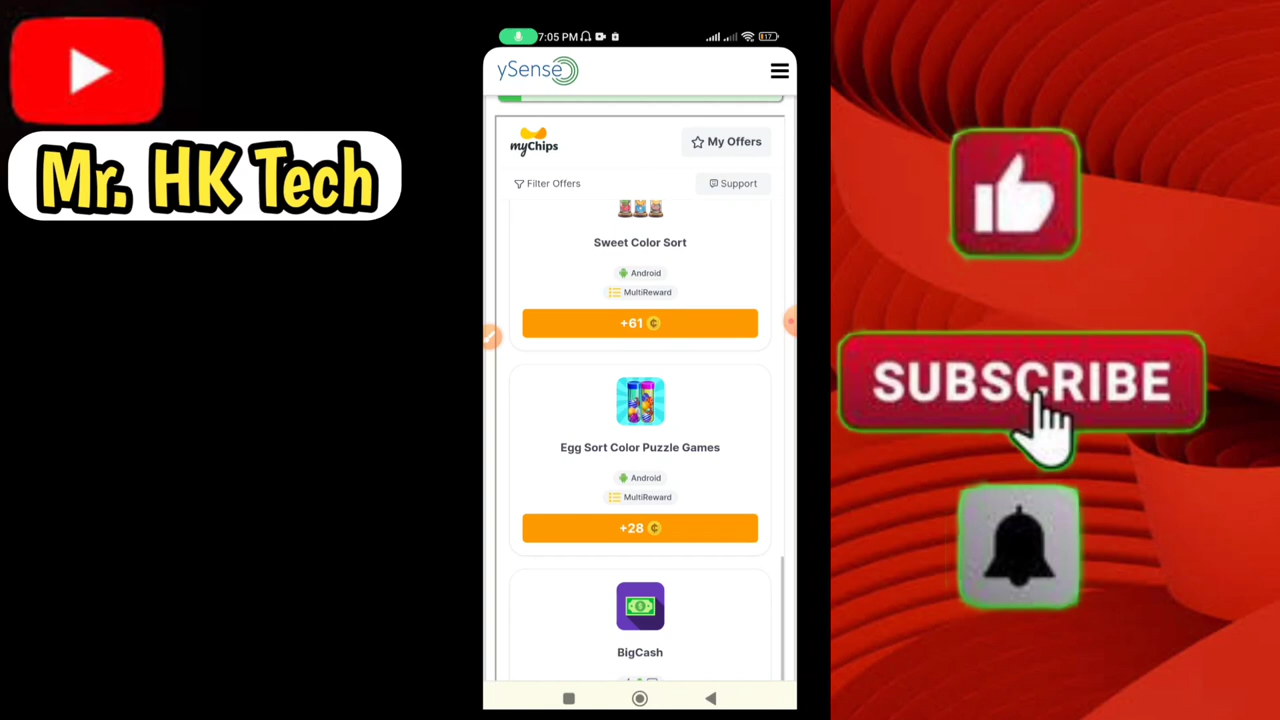 Mr. HK Tech
7:05 PM
17
ySense
myChips
My Offers
Filter Offers
Support
Sweet Color Sort
Android
MultiReward
+61
Egg Sort Color Puzzle Games
Android
MultiReward
+28
BigCash
SUBSCRIBE